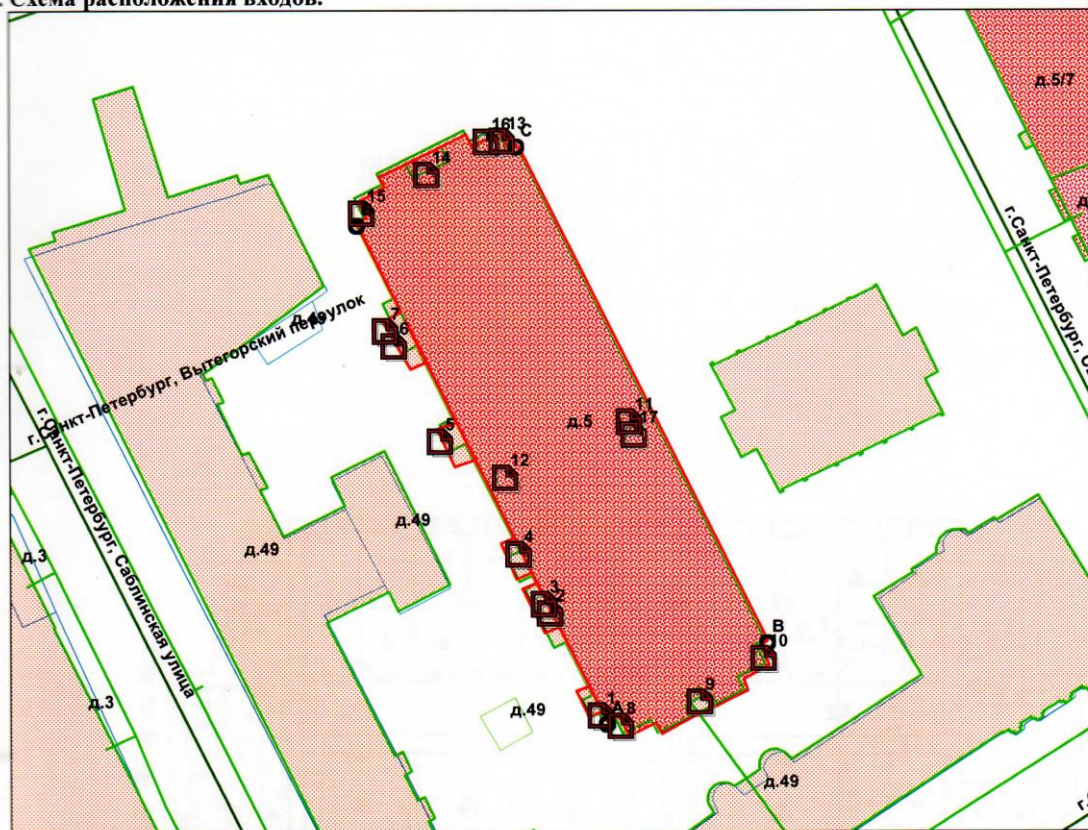 . Схема расположения входов.
д.5/7
16
13
C
14
15
г.Санкт-Петербург, С
д.49
г.Санкт-Петербург, Вытегорский переулок
7
6
11
17
д.5
5
12
г.Санкт-Петербург, Саблинская улица
д.49
д.49
4
д.3
3
2
B
10
9
д.3
1
A
8
д.49
д.49
г.